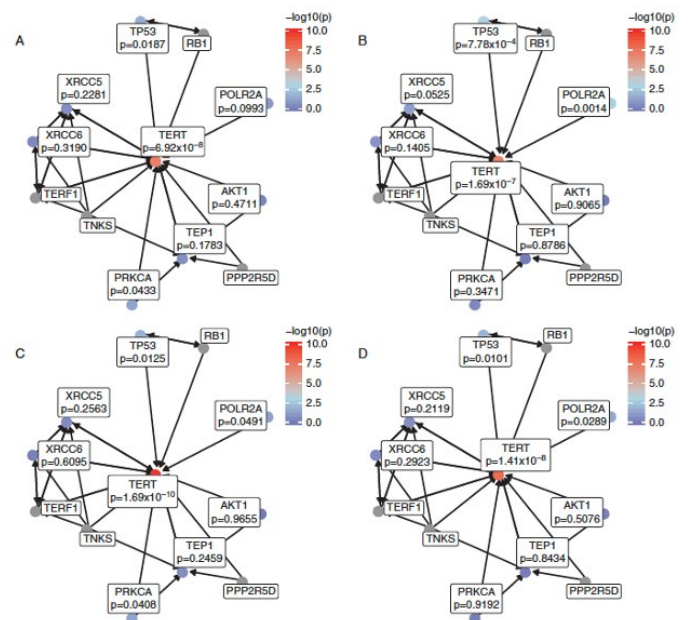 A
−log10(p)
10.0
7.5
5.0
2.5
0.0
TP53
p=0.0187
RB1
XRCC5
p=0.2281
POLR2A
p=0.0993
XRCC6
p=0.3190
TERT
p=6.92x10−8
TERF1
AKT1
p=0.4711
TNKS
TEP1
p=0.1783
PRKCA
p=0.0433
PPP2R5D
B
−log10(p)
10.0
7.5
5.0
2.5
0.0
TP53
p=7.78x10−4
RB1
XRCC5
p=0.0525
POLR2A
p=0.0014
XRCC6
p=0.1405
TERT
p=1.69x10−7
TERF1
AKT1
p=0.9065
TNKS
TEP1
p=0.8786
PRKCA
p=0.3471
PPP2R5D
C
−log10(p)
10.0
7.5
5.0
2.5
0.0
TP53
p=0.0125
RB1
XRCC5
p=0.2563
POLR2A
p=0.0491
XRCC6
p=0.6095
TERT
p=1.69x10−10
TERF1
AKT1
p=0.9655
TNKS
TEP1
p=0.2459
PRKCA
p=0.0408
PPP2R5D
D
−log10(p)
10.0
7.5
5.0
2.5
0.0
TP53
p=0.0101
RB1
XRCC5
p=0.2119
POLR2A
p=0.0289
XRCC6
p=0.2923
TERT
p=1.41x10−8
TERF1
AKT1
p=0.5076
TNKS
TEP1
p=0.8434
PRKCA
p=0.9192
PPP2R5D